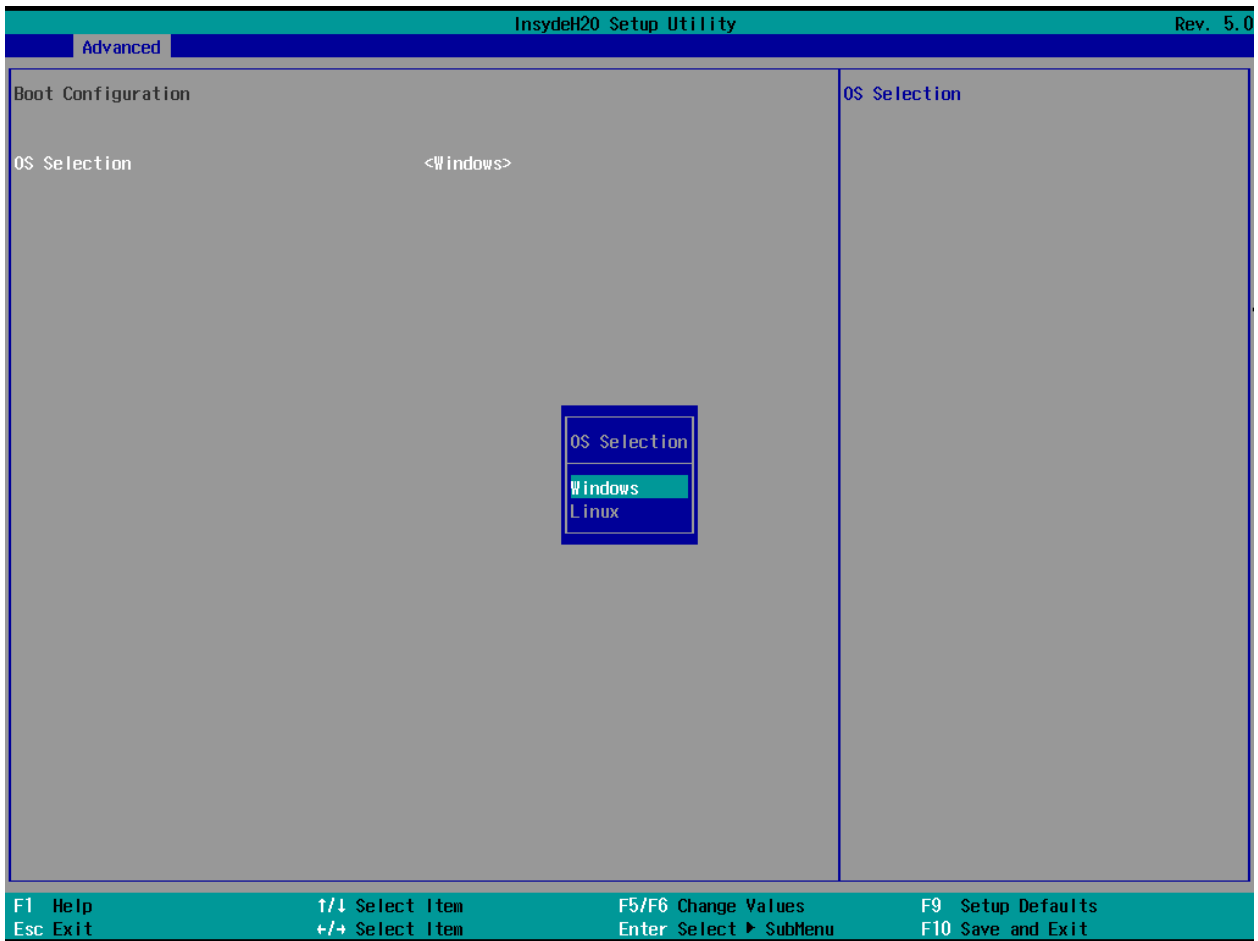 InsydeH20 Setup Utility Rev. 5.0
Advanced
Boot Configuration
OS Selection
OS Selection <Windows>
OS Selection
Windows
Linux
F1 Help ↑/↓ Select Item F5/F6 Change Values F9 Setup Defaults
Esc Exit ←/→ Select Item Enter Select ▶ SubMenu F10 Save and Exit